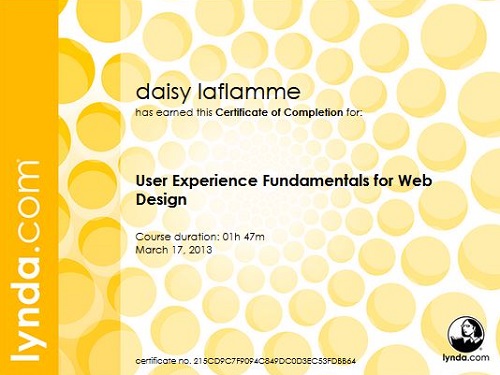 daisy laflamme
has earned this Certificate of Completion for:
User Experience Fundamentals for Web
Design
Course duration: 01h 47m
March 17, 2013
certificate no. 215CD9C7F9094C849DC0D3EC53FDBB64
lynda.com
lynda.com